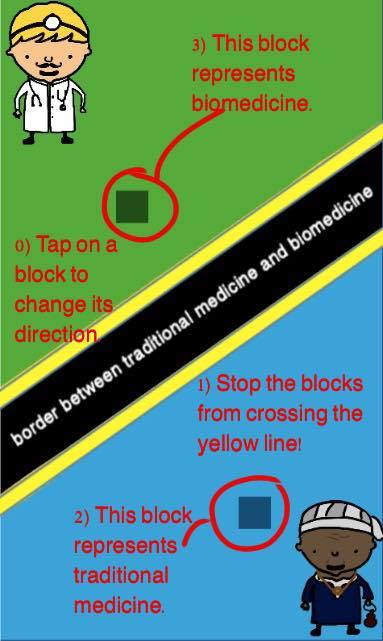 3) This block
represents
biomedicine.
0) Tap on a
block to
change its
direction.
border between traditional medicine and biomedicine
1) Stop the blocks
from crossing the
yellow line!
2) This block
represents
traditional
medicine.